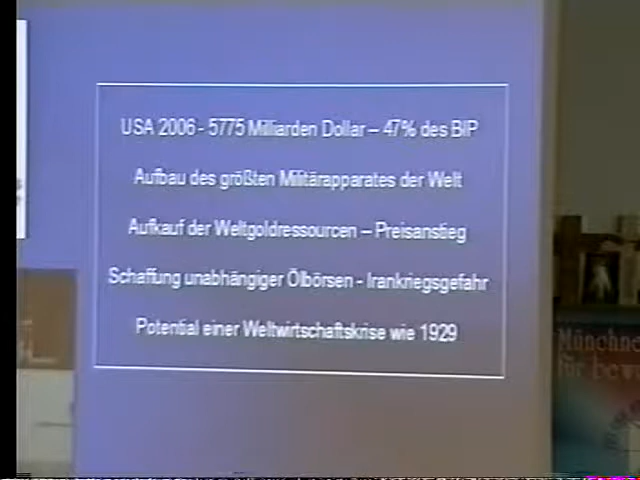 USA 2006 - 5775 Milliarden Dollar – 47% des BIP
Aufbau des größten Militärapparates der Welt
Aufkauf der Weltgoldressourcen – Preisanstieg
Schaffung unabhängiger Ölbörsen - Irankriegsgefahr
Potential einer Weltwirtschaftskrise wie 1929
für